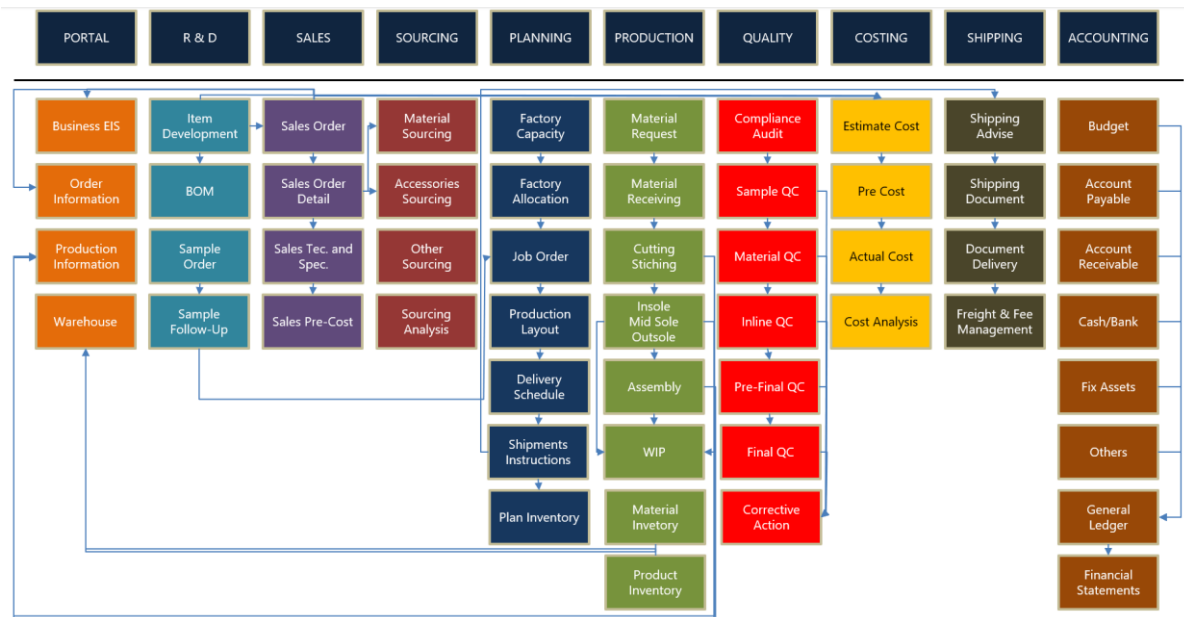 PORTAL
R & D
SALES
SOURCING
PLANNING
PRODUCTION
QUALITY
COSTING
SHIPPING
ACCOUNTING
Business EIS
Order
Information
Production
Information
Warehouse
Item
Development
BOM
Sample
Order
Sample
Follow-Up
Sales Order
Sales Order
Detail
Sales Tec. and
Spec.
Sales Pre-Cost
Material
Sourcing
Accessories
Sourcing
Other
Sourcing
Sourcing
Analysis
Factory
Capacity
Factory
Allocation
Job Order
Production
Layout
Delivery
Schedule
Shipments
Instructions
Plan Inventory
Material
Request
Material
Receiving
Cutting
Stiching
Insole
Mid Sole
Outsole
Assembly
WIP
Material
Invetory
Product
Inventory
Compliance
Audit
Sample QC
Material QC
Inline QC
Pre-Final QC
Final QC
Corrective
Action
Estimate Cost
Pre Cost
Actual Cost
Cost Analysis
Shipping
Advise
Shipping
Document
Document
Delivery
Freight & Fee
Management
Budget
Account
Payable
Account
Receivable
Cash/Bank
Fix Assets
Others
General
Ledger
Financial
Statements